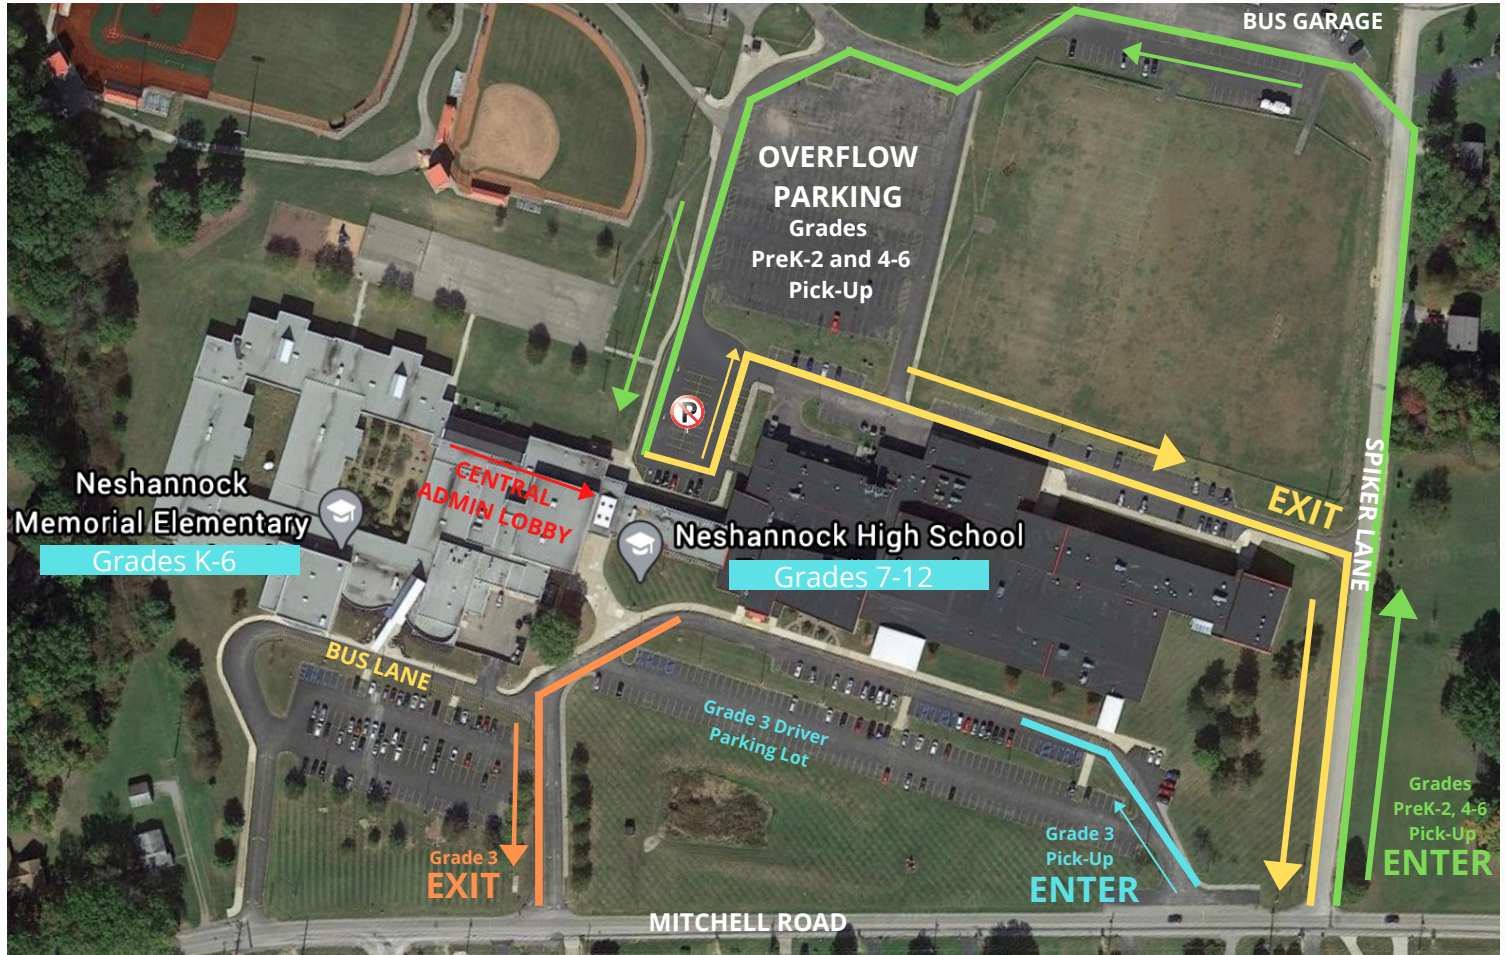 BUS GARAGE
OVERFLOW
PARKING
Grades
PreK-2 and 4-6
Pick-Up
P
SPIKER LANE
EXIT
CENTRAL
ADMIN LOBBY
Neshannock
Memorial Elementary
Grades K-6
Neshannock High School
Grades 7-12
BUS LANE
Grade 3 Driver
Parking Lot
Grade 3
EXIT
Grade 3
Pick-Up
ENTER
Grades
PreK-2, 4-6
Pick-Up
ENTER
MITCHELL ROAD